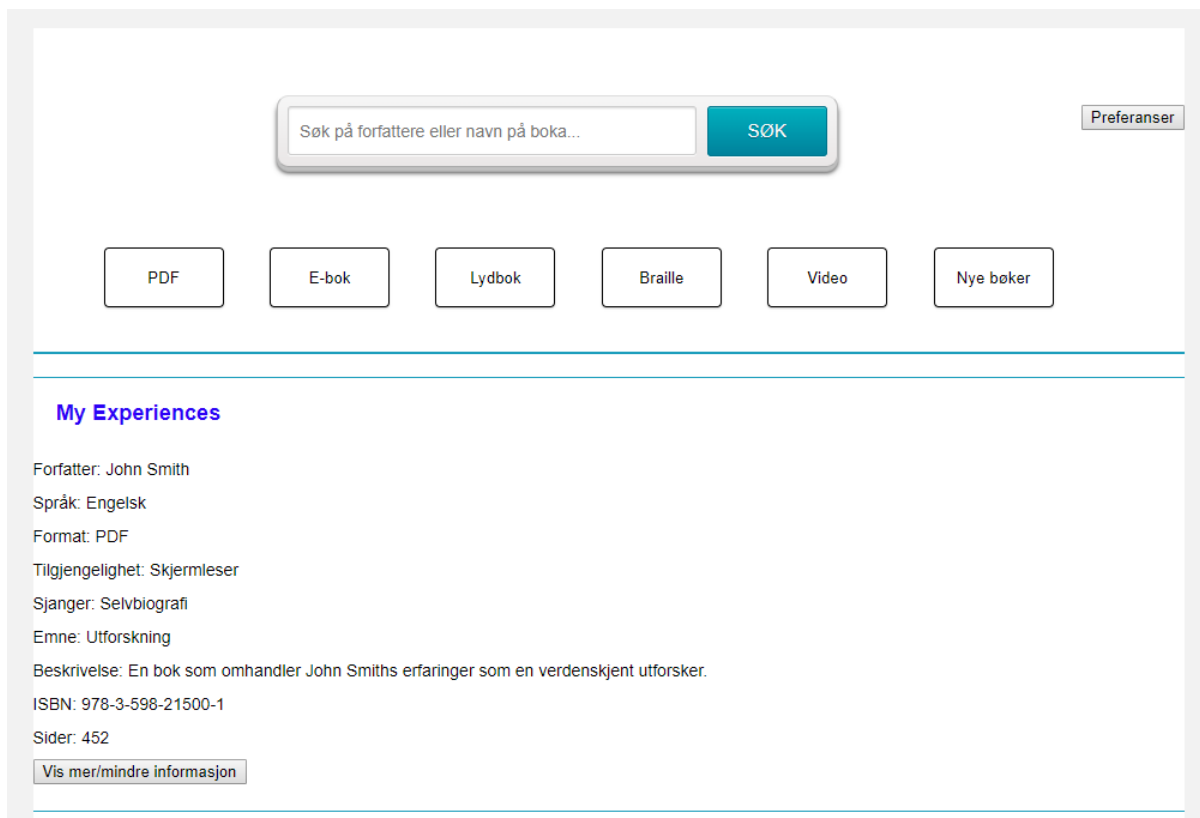 Søk på forfattere eller navn på boka...
SØK
Preferanser
PDF
E-bok
Lydbok
Braille
Video
Nye bøker
My Experiences
Forfatter: John Smith
Språk: Engelsk
Format: PDF
Tilgjengelighet: Skjermleser
Sjanger: Selvbiografi
Emne: Utforskning
Beskrivelse: En bok som omhandler John Smiths erfaringer som en verdenskjent utforsker.
ISBN: 978-3-598-21500-1
Sider: 452
Vis mer/mindre informasjon